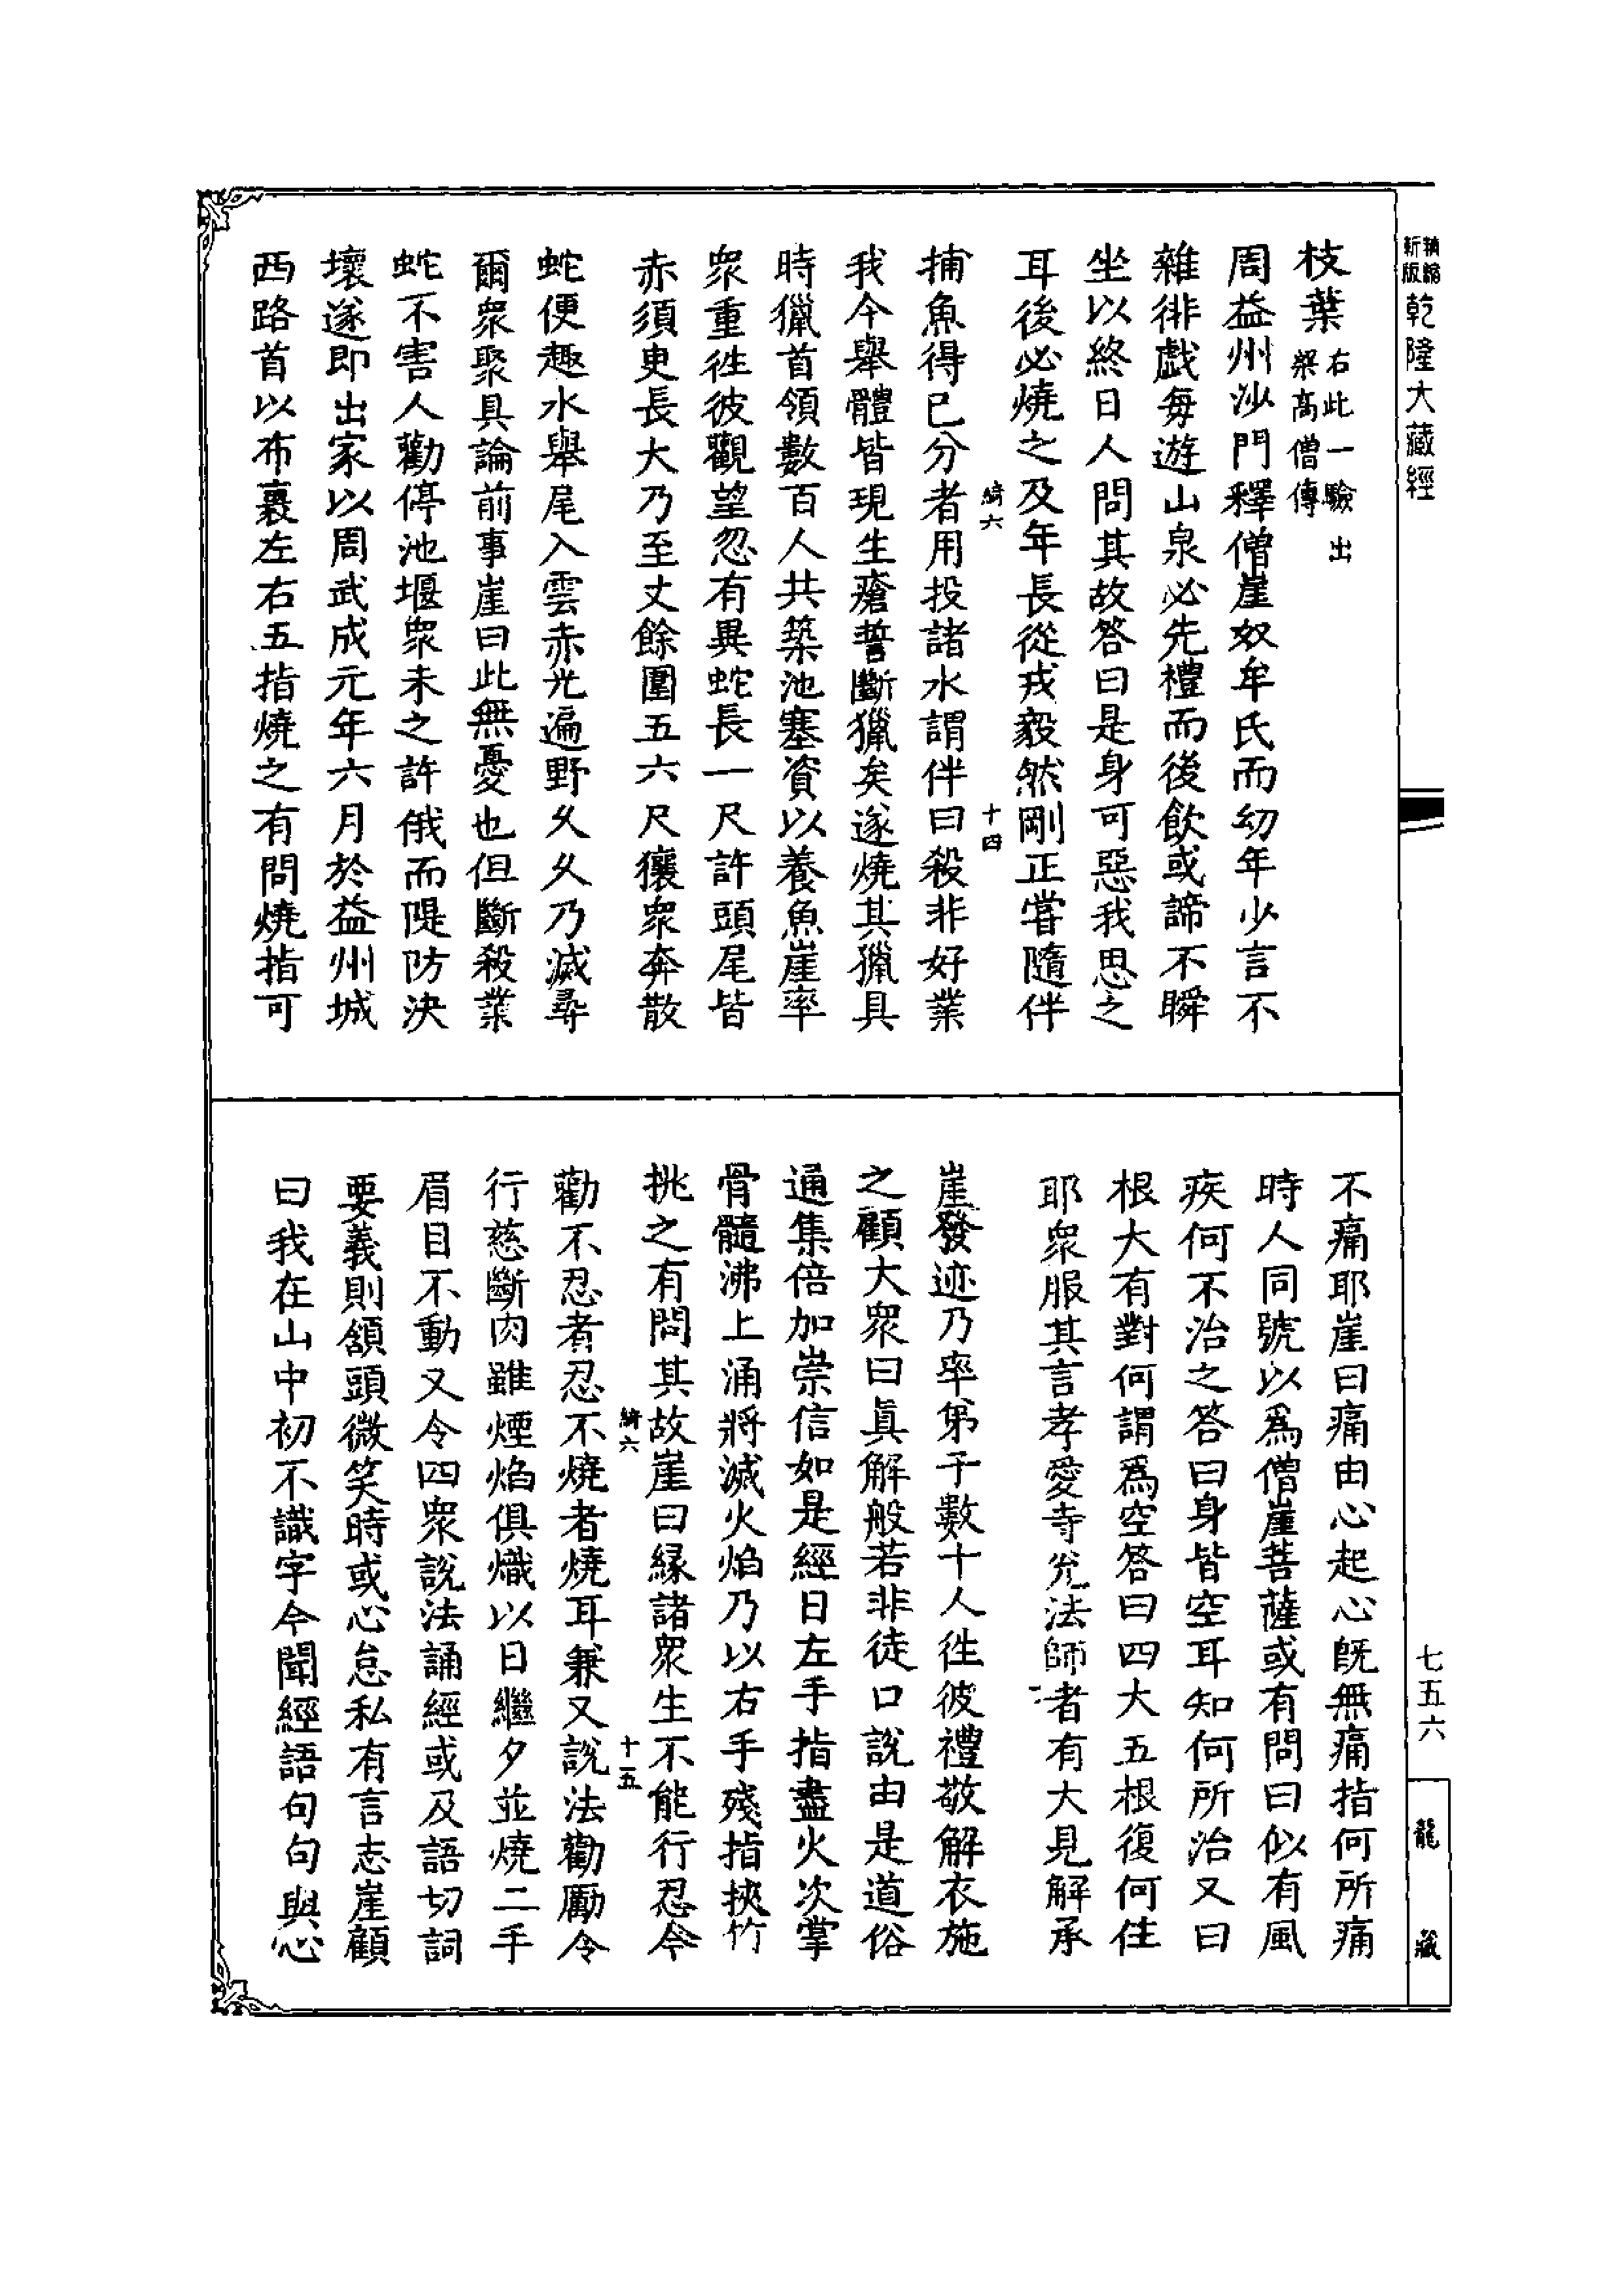 新版
乾隆大藏經
枝葉
右此一驗出
梁高僧傳
周益州沙門釋僧崖奴牟氏而幼年少言不
雜徘戯每遊山泉必先禮而後飲或諦不瞬
坐以終日人問其故答曰是身可惡我思之
耳後必燒之及年長從戎毅然剛正嘗隨伴
綺六
十四
捕魚得已分者用投諸水謂伴曰殺非好業
我今舉體皆現生瘡誓斷獵矣遂燒其獵具
時獵首領數百人共築池塞資以養魚崖率
衆重徃彼觀望忽有異蛇長一尺許頭尾皆
赤須臾長大乃至丈餘圍五六尺獽衆奔散
蛇便趣水舉尾入雲赤光遍野久久乃滅尋
爾衆聚具論前事崖曰此無憂也但斷殺業
蛇不害人勸停池堰衆未之許俄而隄防決
壞遂即出家以周武成元年六月於益州城
西路首以布裹左右五指燒之有問燒指可
不痛耶崖曰痛由心起心既無痛指何所痛
時人同號以爲僧崖菩薩或有問曰似有風
疾何不治之答曰身皆空耳知何所治又曰
根大有對何謂爲空答曰四大五根復何住
耶衆服其言孝愛寺兊法師者有大見解承
崖發迹乃率弟子數十人徃彼禮敬解衣施
之顧大衆曰眞解般若非徒口說由是道俗
通集倍加崇信如是經日左手指盡火次掌
骨髓沸上涌將滅火焰乃以右手殘指挾竹
挑之有問其故崖曰緣諸衆生不能行忍今
綺六
十五
勸不忍者忍不燒者燒耳兼又說法勸勵令
行慈斷肉雖煙焰俱熾以日繼夕並燒二手
眉目不動又令四衆說法誦經或及語切詞
要義則頷頭微笑時或心怠私有言志崖顧
曰我在山中初不識字今聞經語句句與心
七五六
龍藏